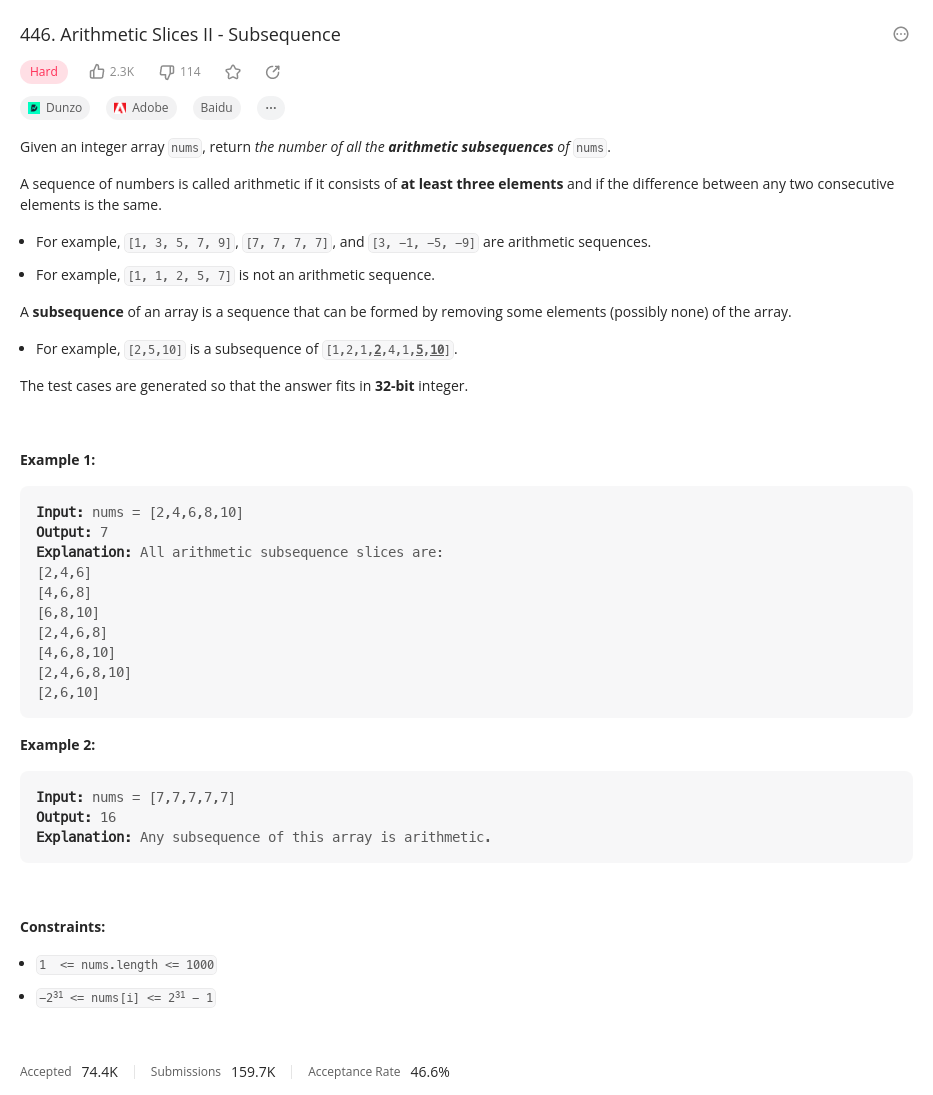 446. Arithmetic Slices II - Subsequence
Hard 2.3K 114
Dunzo Adobe Baidu ...
Given an integer array nums, return the number of all the arithmetic subsequences of nums.
A sequence of numbers is called arithmetic if it consists of at least three elements and if the difference between any two consecutive
elements is the same.
• For example, [1, 3, 5, 7, 9], [7, 7, 7, 7], and [3, −1, −5, −9] are arithmetic sequences.
• For example, [1, 1, 2, 5, 7] is not an arithmetic sequence.
A subsequence of an array is a sequence that can be formed by removing some elements (possibly none) of the array.
• For example, [2,5,10] is a subsequence of [1,2,1,2,4,1,5,10].
The test cases are generated so that the answer fits in 32-bit integer.
Example 1:
Input: nums = [2,4,6,8,10]
Output: 7
Explanation: All arithmetic subsequence slices are:
[2,4,6]
[4,6,8]
[6,8,10]
[2,4,6,8]
[4,6,8,10]
[2,4,6,8,10]
[2,6,10]
Example 2:
Input: nums = [7,7,7,7,7]
Output: 16
Explanation: Any subsequence of this array is arithmetic.
Constraints:
• 1 <= nums.length <= 1000
• −2³¹ <= nums[i] <= 2³¹ − 1
Accepted 74.4K Submissions 159.7K Acceptance Rate 46.6%